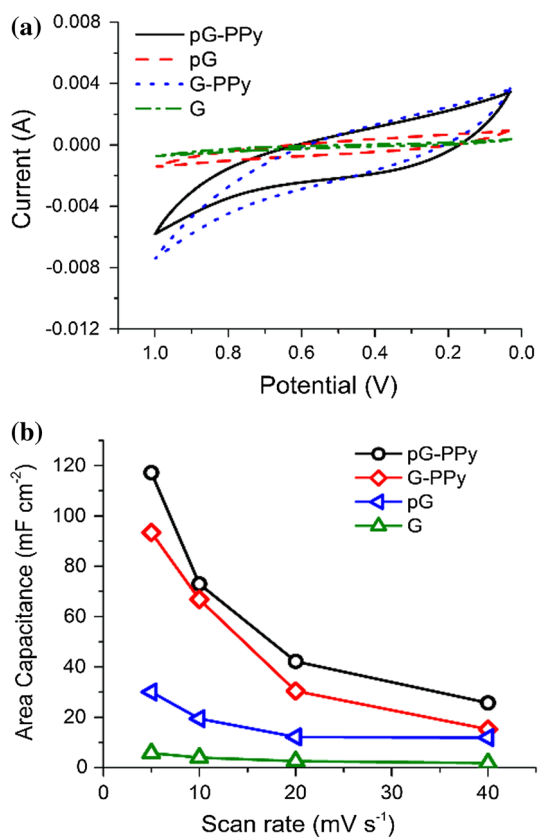 (a)
pG-PPy
pG
G-PPy
G
0.008
0.004
0.000
-0.004
-0.008
-0.012
Current (A)
1.0 0.8 0.6 0.4 0.2 0.0
Potential (V)
(b)
pG-PPy
G-PPy
pG
G
120
100
80
60
40
20
0
Area Capacitance (mF cm⁻²)
0 10 20 30 40
Scan rate (mV s⁻¹)